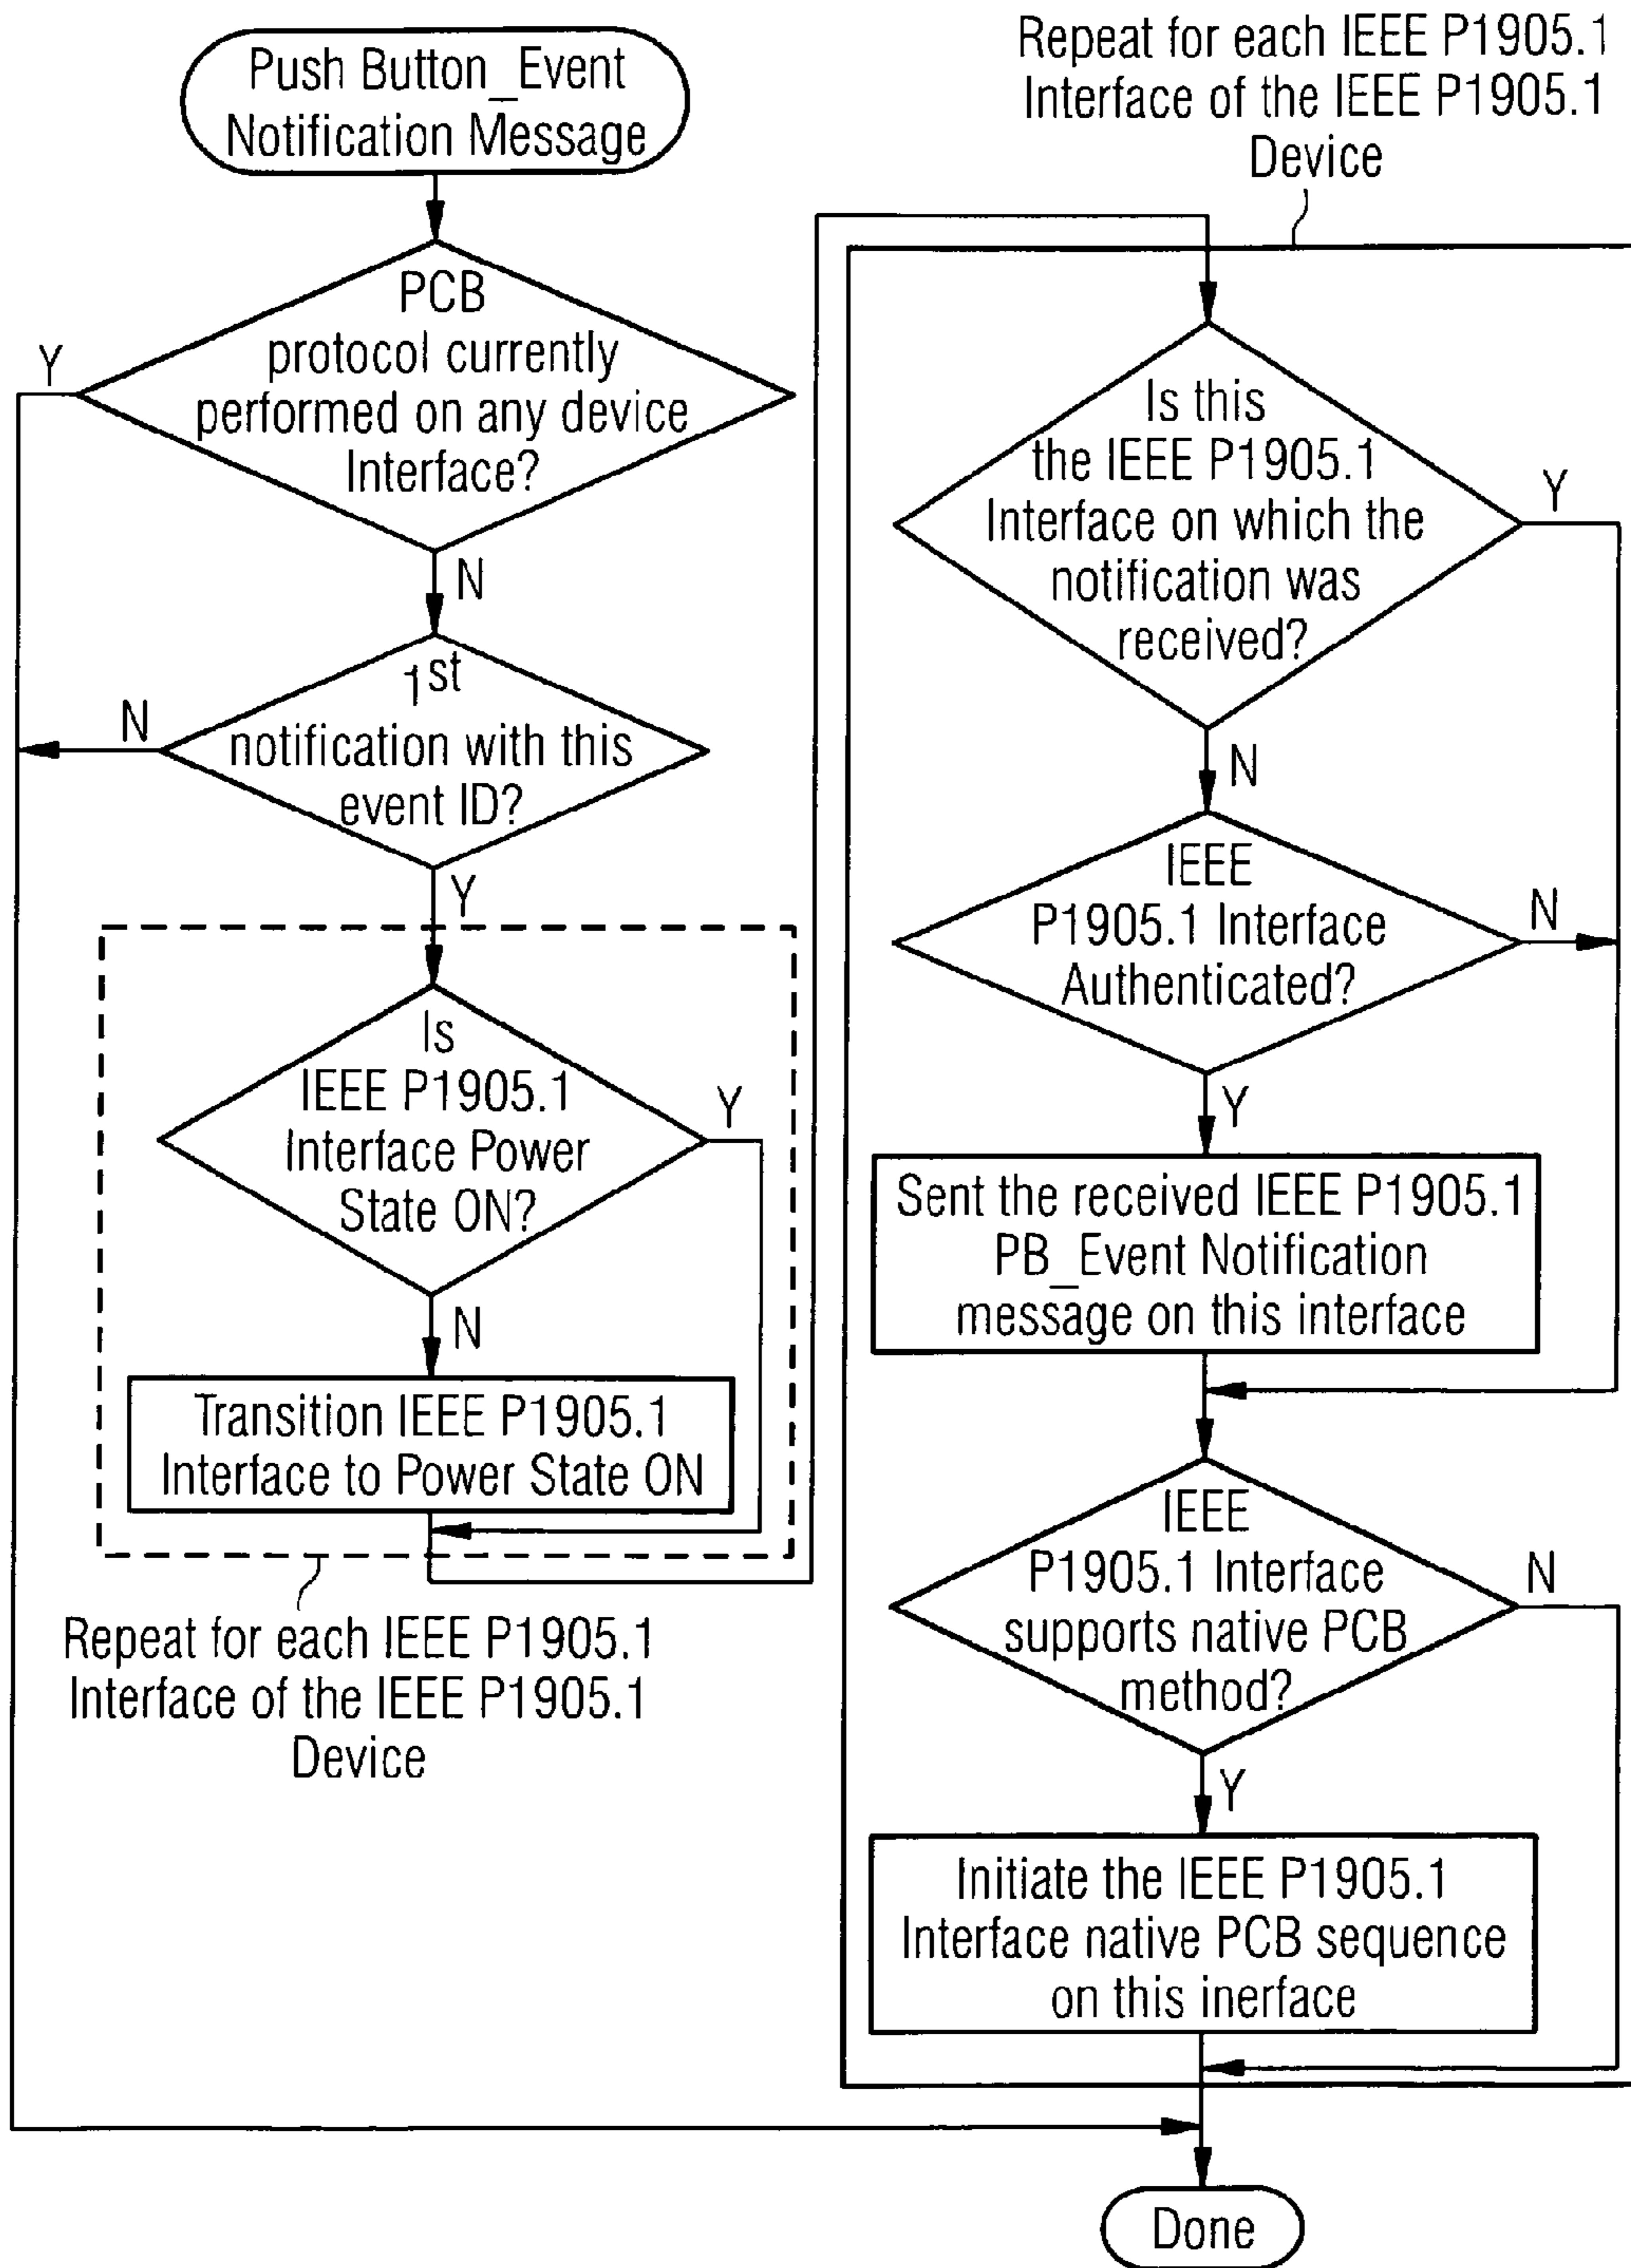 Push Button_Event
Notification Message
PCB
protocol currently
performed on any device
Interface?
Y
N
1st
notification with this
event ID?
N
Y
Is
IEEE P1905.1
Interface Power
State ON?
Y
N
Transition IEEE P1905.1
Interface to Power State ON
Repeat for each IEEE P1905.1
Interface of the IEEE P1905.1
Device
Repeat for each IEEE P1905.1
Interface of the IEEE P1905.1
Device
Is this
the IEEE P1905.1
Interface on which the
notification was
received?
Y
N
IEEE
P1905.1 Interface
Authenticated?
N
Y
Sent the received IEEE P1905.1
PB_Event Notification
message on this interface
IEEE
P1905.1 Interface
supports native PCB
method?
N
Y
Initiate the IEEE P1905.1
Interface native PCB sequence
on this inerface
Done